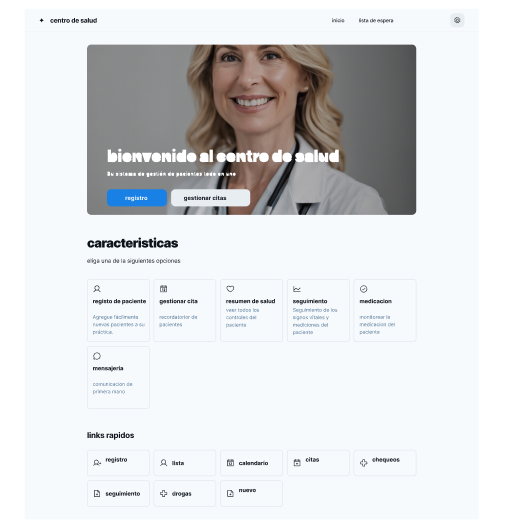 centro de salud
inicio
lista de espera
bienvenido al centro de salud
Su sistema de gestión de pasientes todo en uno
registro
gestionar citas
caracteristicas
eliga una de la siguientes opciones
registo de paciente
Agregue fácilmente
nuevos pacientes a su
práctica.
gestionar cita
recordatorior de
pacientes
resumen de salud
veer todos los
controles del
paciente
seguimiento
Seguimiento de los
signos vitales y
mediciones del
paciente
medicacion
monitorear la
medicacion del
paciente
mensajeria
comunicacion de
primera mano
links rapidos
registro
lista
calendario
citas
chequeos
seguimiento
drogas
nuevo